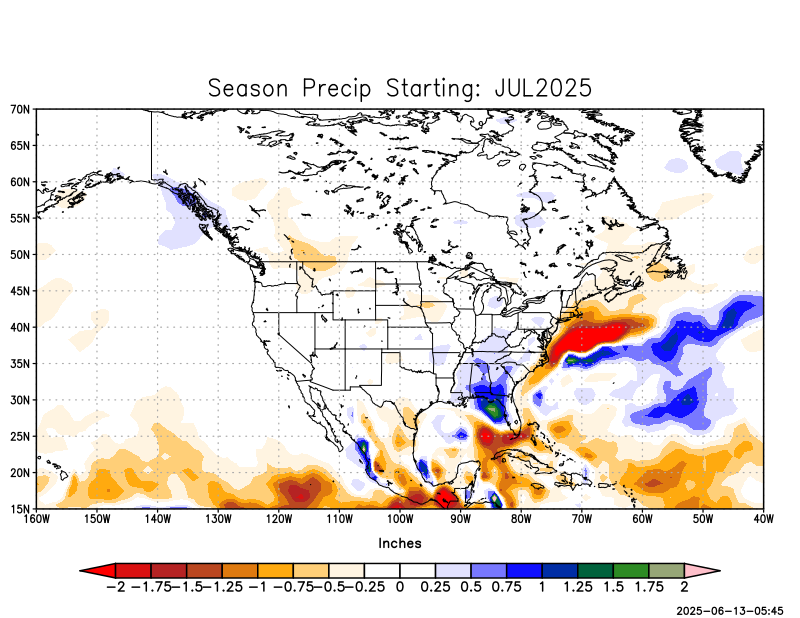 Season Precip Starting: JUL2025
70N
65N
60N
55N
50N
45N
40N
35N
30N
25N
20N
15N
160W 150W 140W 130W 120W 110W 100W 90W 80W 70W 60W 50W 40W
Inches
-2 -1.75 -1.5 -1.25 -1 -0.75 -0.5 -0.25 0 0.25 0.5 0.75 1 1.25 1.5 1.75 2
2025-06-13-05:45